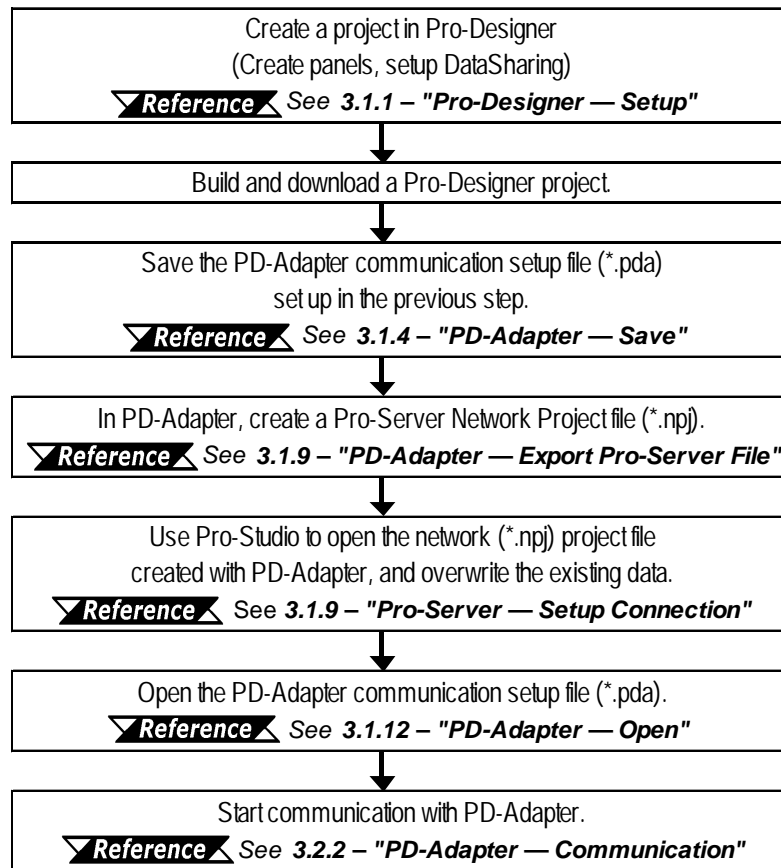 Create a project in Pro-Designer
(Create panels, setup DataSharing)
Reference See 3.1.1 – "Pro-Designer — Setup"
Build and download a Pro-Designer project.
Save the PD-Adapter communication setup file (*.pda)
set up in the previous step.
Reference See 3.1.4 – "PD-Adapter — Save"
In PD-Adapter, create a Pro-Server Network Project file (*.npj).
Reference See 3.1.9 – "PD-Adapter — Export Pro-Server File"
Use Pro-Studio to open the network (*.npj) project file
created with PD-Adapter, and overwrite the existing data.
Reference See 3.1.9 – "Pro-Server — Setup Connection"
Open the PD-Adapter communication setup file (*.pda).
Reference See 3.1.12 – "PD-Adapter — Open"
Start communication with PD-Adapter.
Reference See 3.2.2 – "PD-Adapter — Communication"